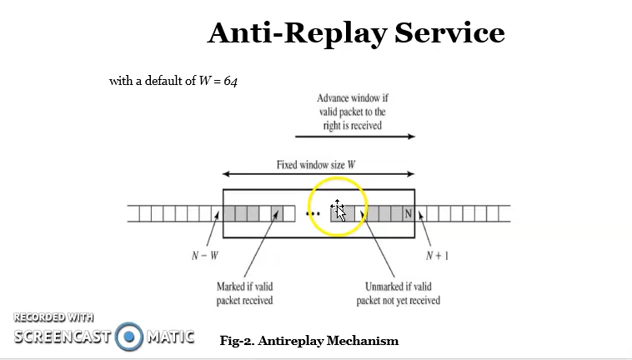 Anti-Replay Service
with a default of W = 64
Advance window if
valid packet to the
right is received
Fixed window size W
...
N
N – W
N + 1
Marked if valid
packet received
Unmarked if valid
packet not yet received
RECORDED WITH
SCREENCAST MATIC
Fig-2. Antireplay Mechanism